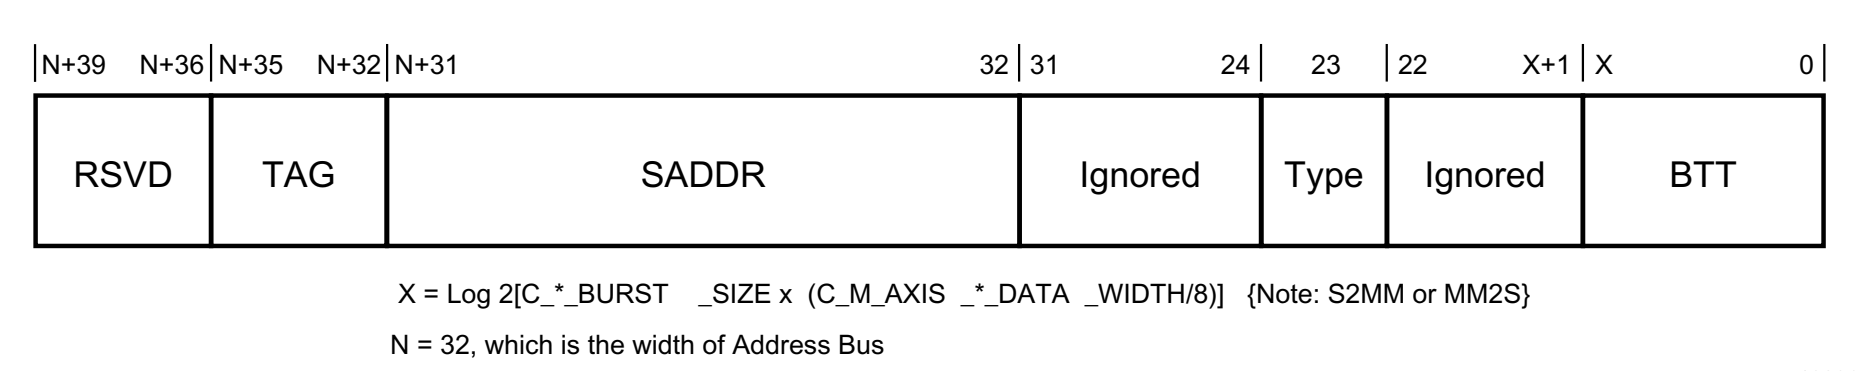 N+39 N+36 N+35 N+32 N+31 32 31 24 23 22 X+1 X 0
RSVD TAG SADDR Ignored Type Ignored BTT
X = Log 2[C_*_BURST _SIZE x (C_M_AXIS _*_DATA _WIDTH/8)] {Note: S2MM or MM2S}
N = 32, which is the width of Address Bus